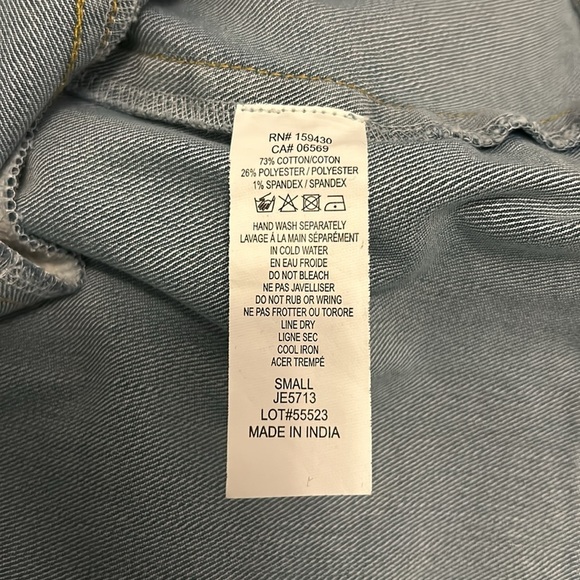 RN# 159430
CA# 06569
73% COTTON/COTON
26% POLYESTER / POLYESTER
1% SPANDEX / SPANDEX
HAND WASH SEPARATELY
LAVAGE À LA MAIN SÉPARÉMENT
IN COLD WATER
EN EAU FROIDE
DO NOT BLEACH
NE PAS JAVELLISER
DO NOT RUB OR WRING
NE PAS FROTTER OU TORORE
LINE DRY
LIGNE SEC
COOL IRON
ACER TREMPÉ
SMALL
JE5713
LOT#55523
MADE IN INDIA